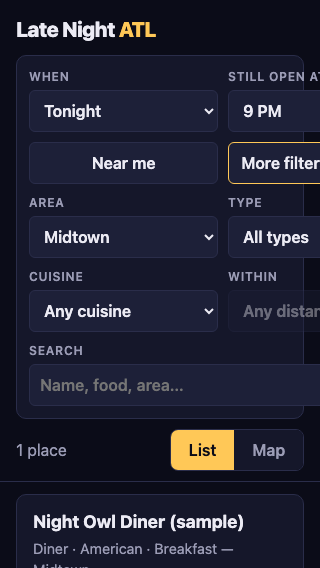 Late Night ATL
WHEN
STILL OPEN AT
Tonight
9 PM
Near me
More filter
AREA
TYPE
Midtown
All types
CUISINE
WITHIN
Any cuisine
Any distan
SEARCH
Name, food, area...
1 place
List
Map
Night Owl Diner (sample)
Diner · American · Breakfast —
Midtown